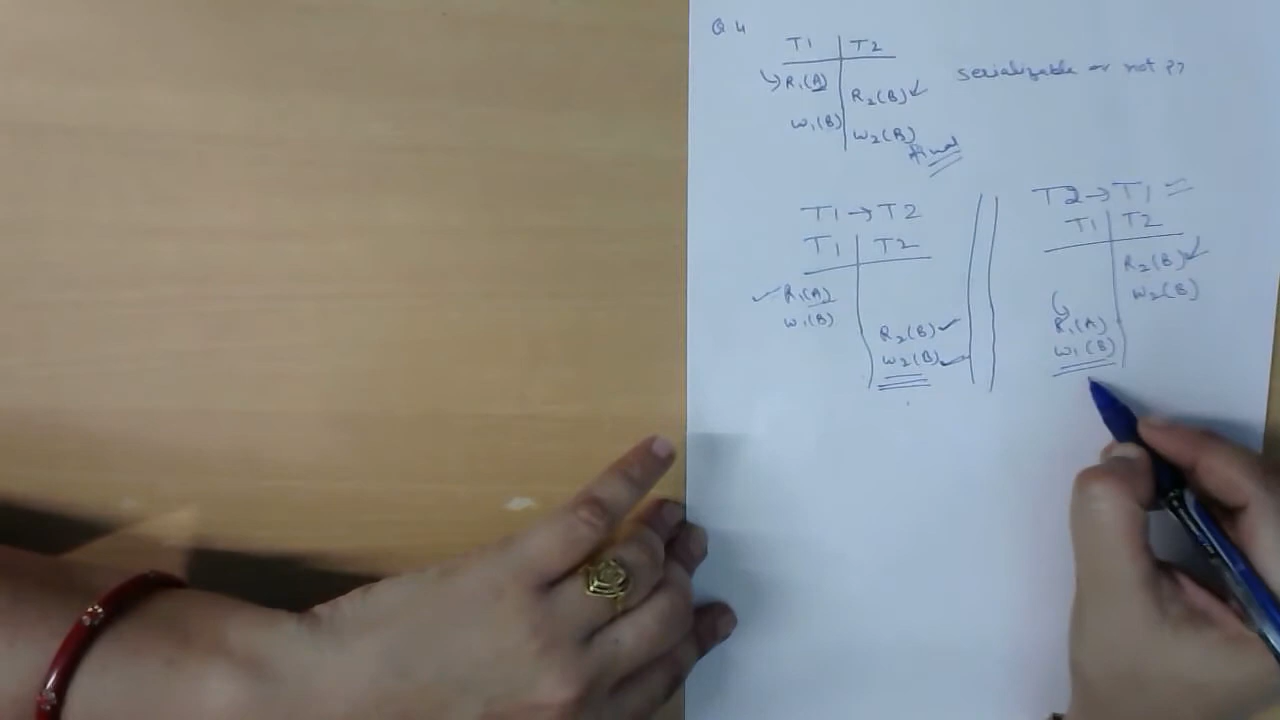 Q 4
T1 T2
R1(A)
R2(B)
W1(B)
W2(B)
final
serializable or not ??
T1 → T2
T1 T2
R1(A)
W1(B)
R2(B)
W2(B)
T2 → T1
T1 T2
R2(B)
W2(B)
R1(A)
W1(B)